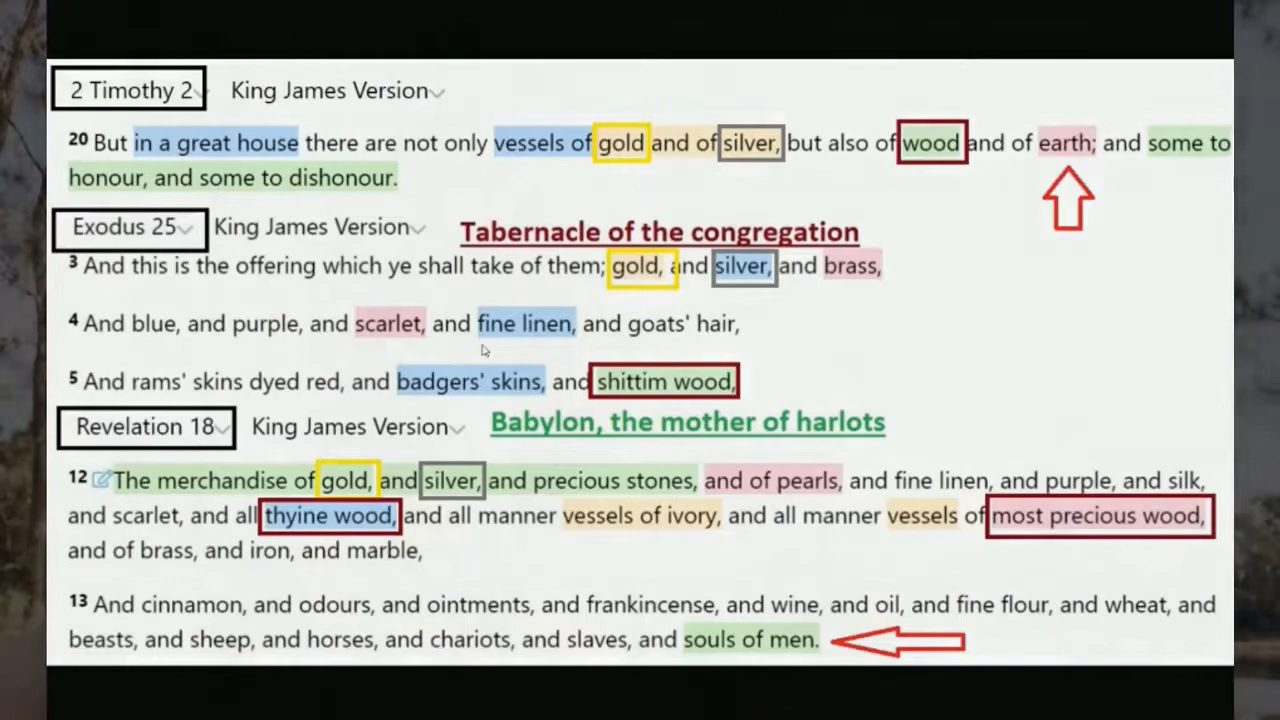 2 Timothy 2 King James Version
20 But in a great house there are not only vessels of gold and of silver, but also of wood and of earth; and some to
honour, and some to dishonour.
Exodus 25 King James Version Tabernacle of the congregation
3 And this is the offering which ye shall take of them; gold, and silver, and brass,
4 And blue, and purple, and scarlet, and fine linen, and goats' hair,
5 And rams' skins dyed red, and badgers' skins, and shittim wood,
Revelation 18 King James Version Babylon, the mother of harlots
12 The merchandise of gold, and silver, and precious stones, and of pearls, and fine linen, and purple, and silk,
and scarlet, and all thyine wood, and all manner vessels of ivory, and all manner vessels of most precious wood,
and of brass, and iron, and marble,
13 And cinnamon, and odours, and ointments, and frankincense, and wine, and oil, and fine flour, and wheat, and
beasts, and sheep, and horses, and chariots, and slaves, and souls of men.